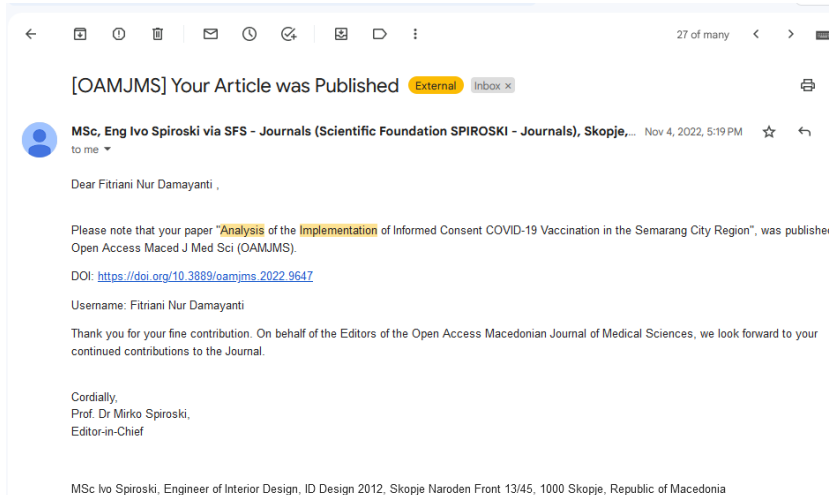 27 of many
[OAMJMS] Your Article was Published External Inbox ×
MSc, Eng Ivo Spiroski via SFS - Journals (Scientific Foundation SPIROSKI - Journals), Skopje,... Nov 4, 2022, 5:19 PM
to me
Dear Fitriani Nur Damayanti ,
Please note that your paper "Analysis of the Implementation of Informed Consent COVID-19 Vaccination in the Semarang City Region", was published
Open Access Maced J Med Sci (OAMJMS).
DOI: https://doi.org/10.3889/oamjms.2022.9647
Username: Fitriani Nur Damayanti
Thank you for your fine contribution. On behalf of the Editors of the Open Access Macedonian Journal of Medical Sciences, we look forward to your
continued contributions to the Journal.
Cordially,
Prof. Dr Mirko Spiroski,
Editor-in-Chief
MSc Ivo Spiroski, Engineer of Interior Design, ID Design 2012, Skopje Naroden Front 13/45, 1000 Skopje, Republic of Macedonia